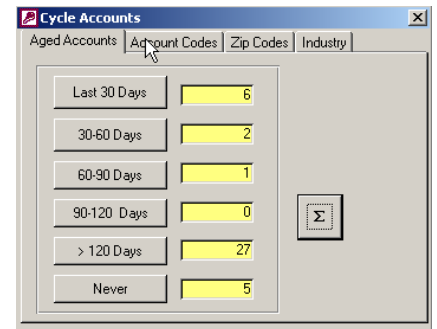 Cycle Accounts
Aged Accounts Account Codes Zip Codes Industry
Last 30 Days 6
30-60 Days 2
60-90 Days 1
90-120 Days 0
Σ
> 120 Days 27
Never 5